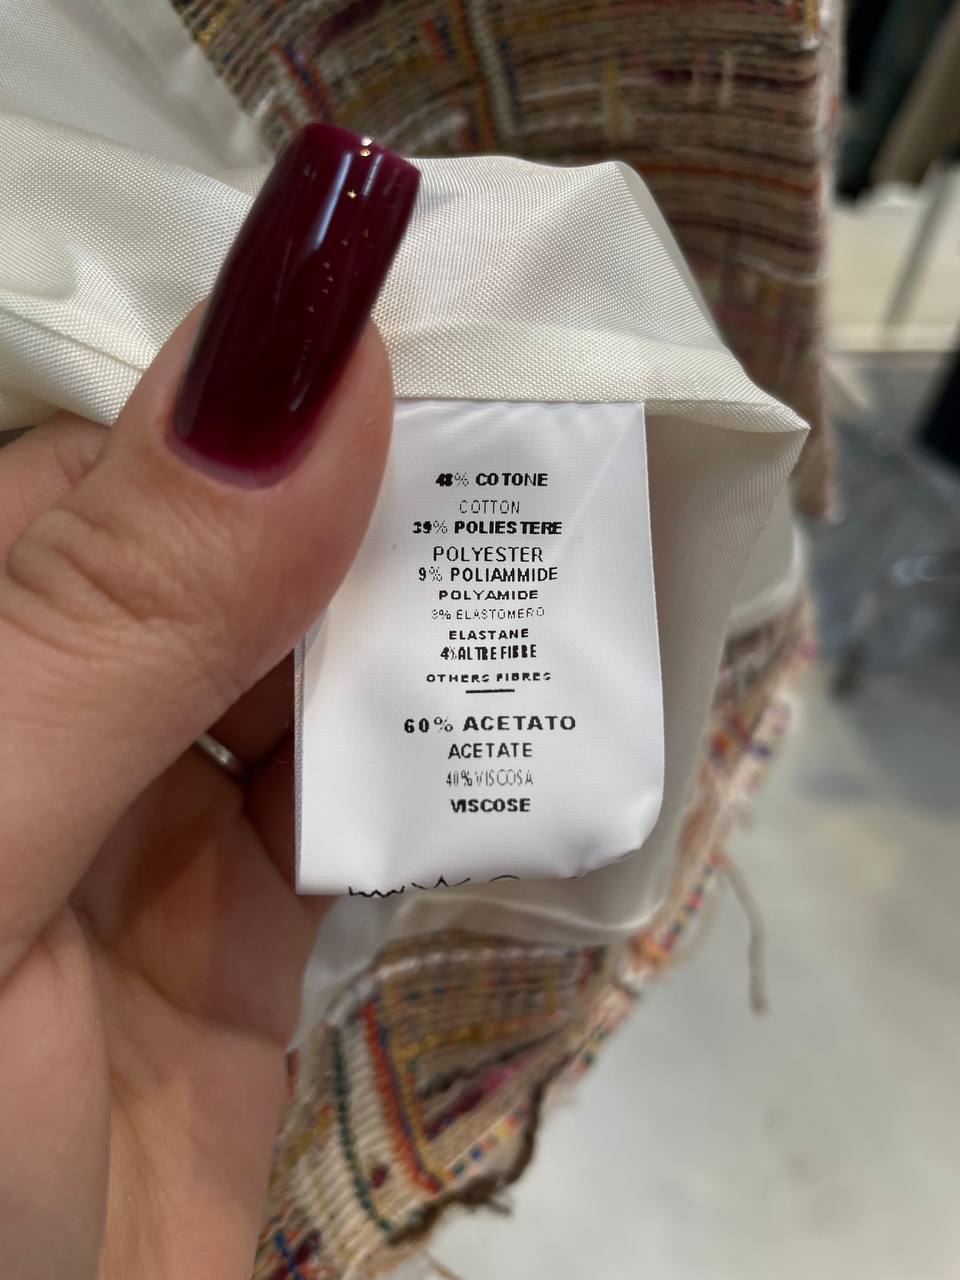 COTONE
COTTON
39% POLIESTERE
POLYESTER
9% POLIAMMIDE
POLYAMIDE
3% ELASTOMERO
ELASTANE
4% ALTRE FIBRE
OTHERS FIBRES
60% ACETATO
ACETATE
40% VISCOSA
VISCOSE